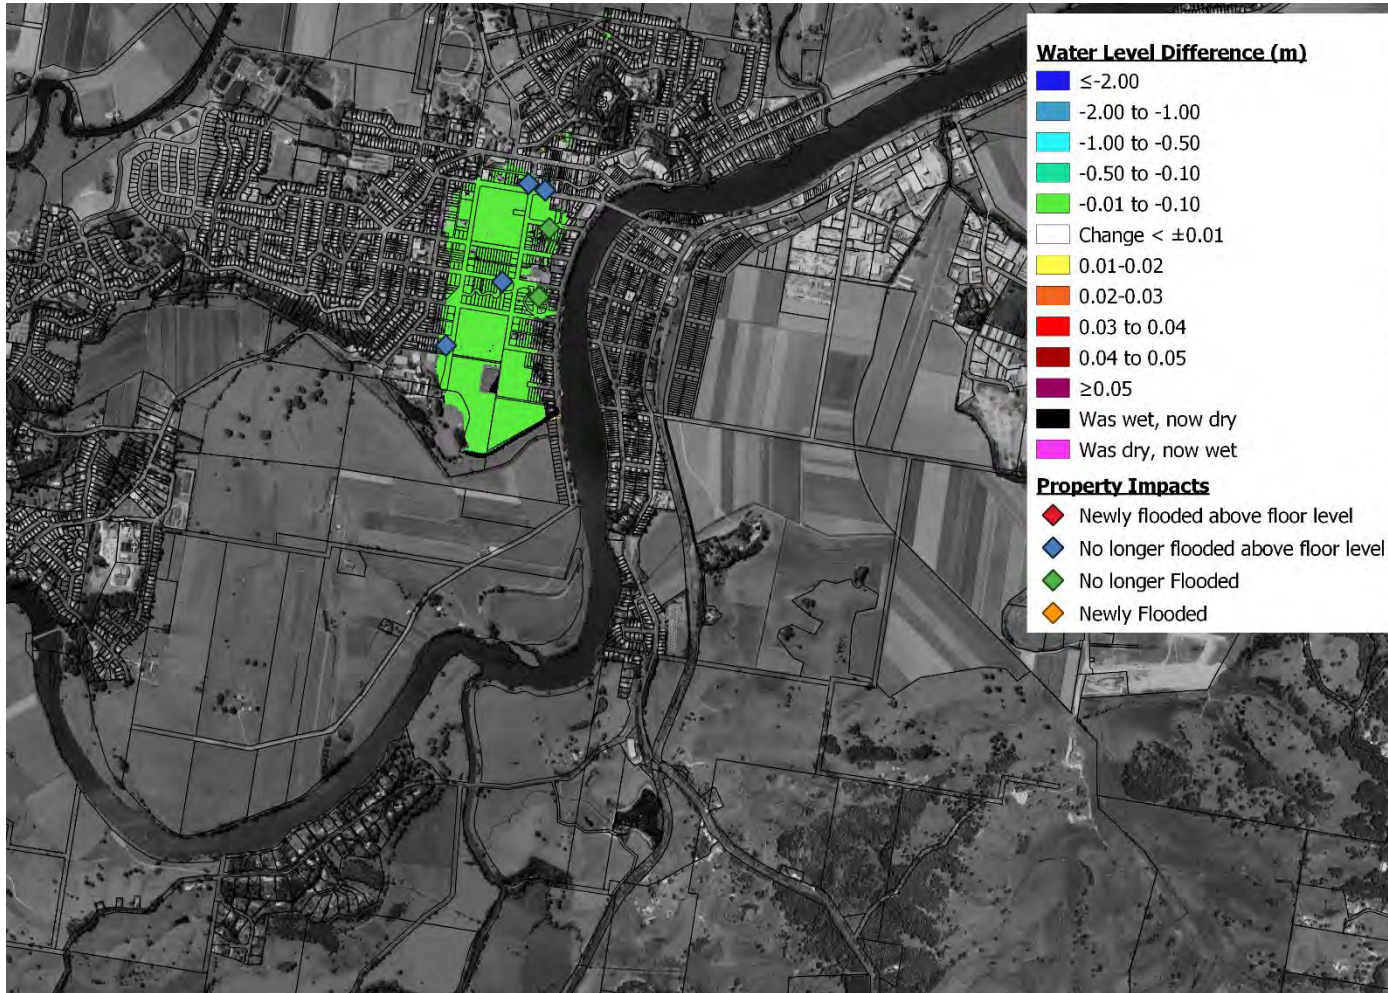 Water Level Difference (m)
≤-2.00
-2.00 to -1.00
-1.00 to -0.50
-0.50 to -0.10
-0.01 to -0.10
Change < ±0.01
0.01-0.02
0.02-0.03
0.03 to 0.04
0.04 to 0.05
≥0.05
Was wet, now dry
Was dry, now wet
Property Impacts
Newly flooded above floor level
No longer flooded above floor level
No longer Flooded
Newly Flooded